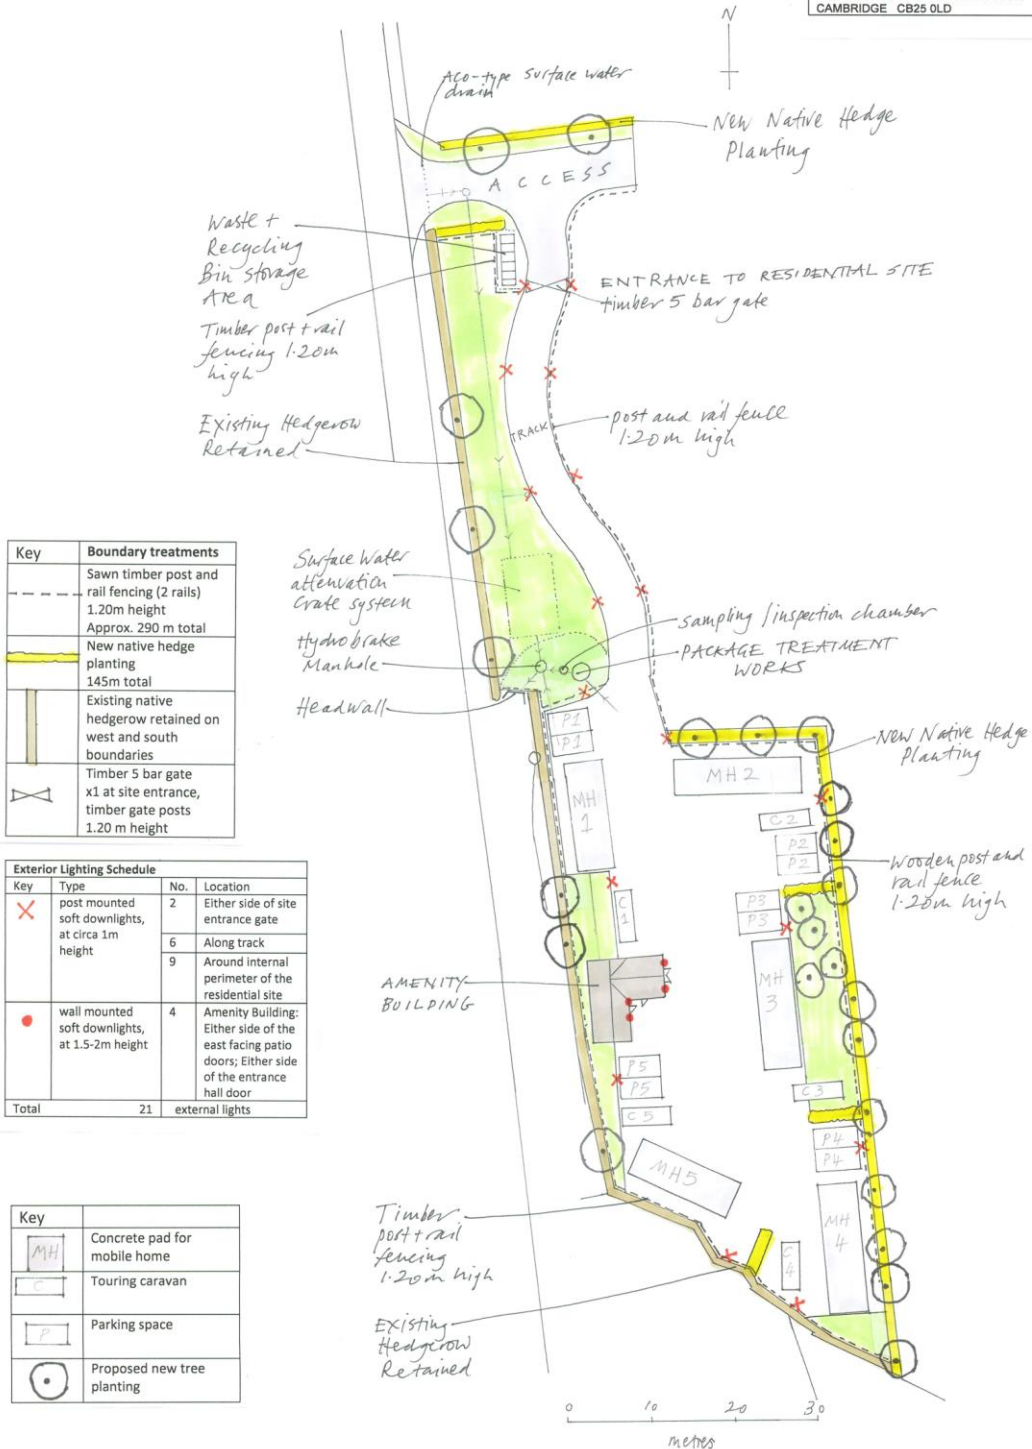 CAMBRIDGE CB25 0LD
N
ACO-type surface water
drain
New Native Hedge
Planting
ACCESS
Waste +
Recycling
Bin storage
Area
ENTRANCE TO RESIDENTIAL SITE
timber 5 bar gate
Timber post + rail
fencing 1.20m
high
post and rail fence
1.20m high
TRACK
Existing Hedgerow
Retained
Key
Boundary treatments
Sawn timber post and
rail fencing (2 rails)
1.20m height
Approx. 290 m total
New native hedge
planting
145m total
Existing native
hedgerow retained on
west and south
boundaries
Timber 5 bar gate
x1 at site entrance,
timber gate posts
1.20 m height
Surface Water
attenuation
Crate system
Hydrobrake
Manhole
Headwall
sampling / inspection chamber
PACKAGE TREATMENT
WORKS
P1
P1
MH
1
MH2
New Native Hedge
Planting
C2
P2
P2
Wooden post and
rail fence
1.20m high
P3
P3
C
1
MH
3
AMENITY
BUILDING
P5
P5
C5
C3
P4
P4
MH5
MH
4
C
4
Exterior Lighting Schedule
Key
Type
No.
Location
post mounted
soft downlights,
at circa 1m
height
2
Either side of site
entrance gate
6
Along track
9
Around internal
perimeter of the
residential site
wall mounted
soft downlights,
at 1.5-2m height
4
Amenity Building:
Either side of the
east facing patio
doors; Either side
of the entrance
hall door
Total 21 external lights
Timber
post + rail
fencing
1.20m high
Existing
Hedgerow
Retained
Key
MH
Concrete pad for
mobile home
C
Touring caravan
P
Parking space
Proposed new tree
planting
0 10 20 30
metres